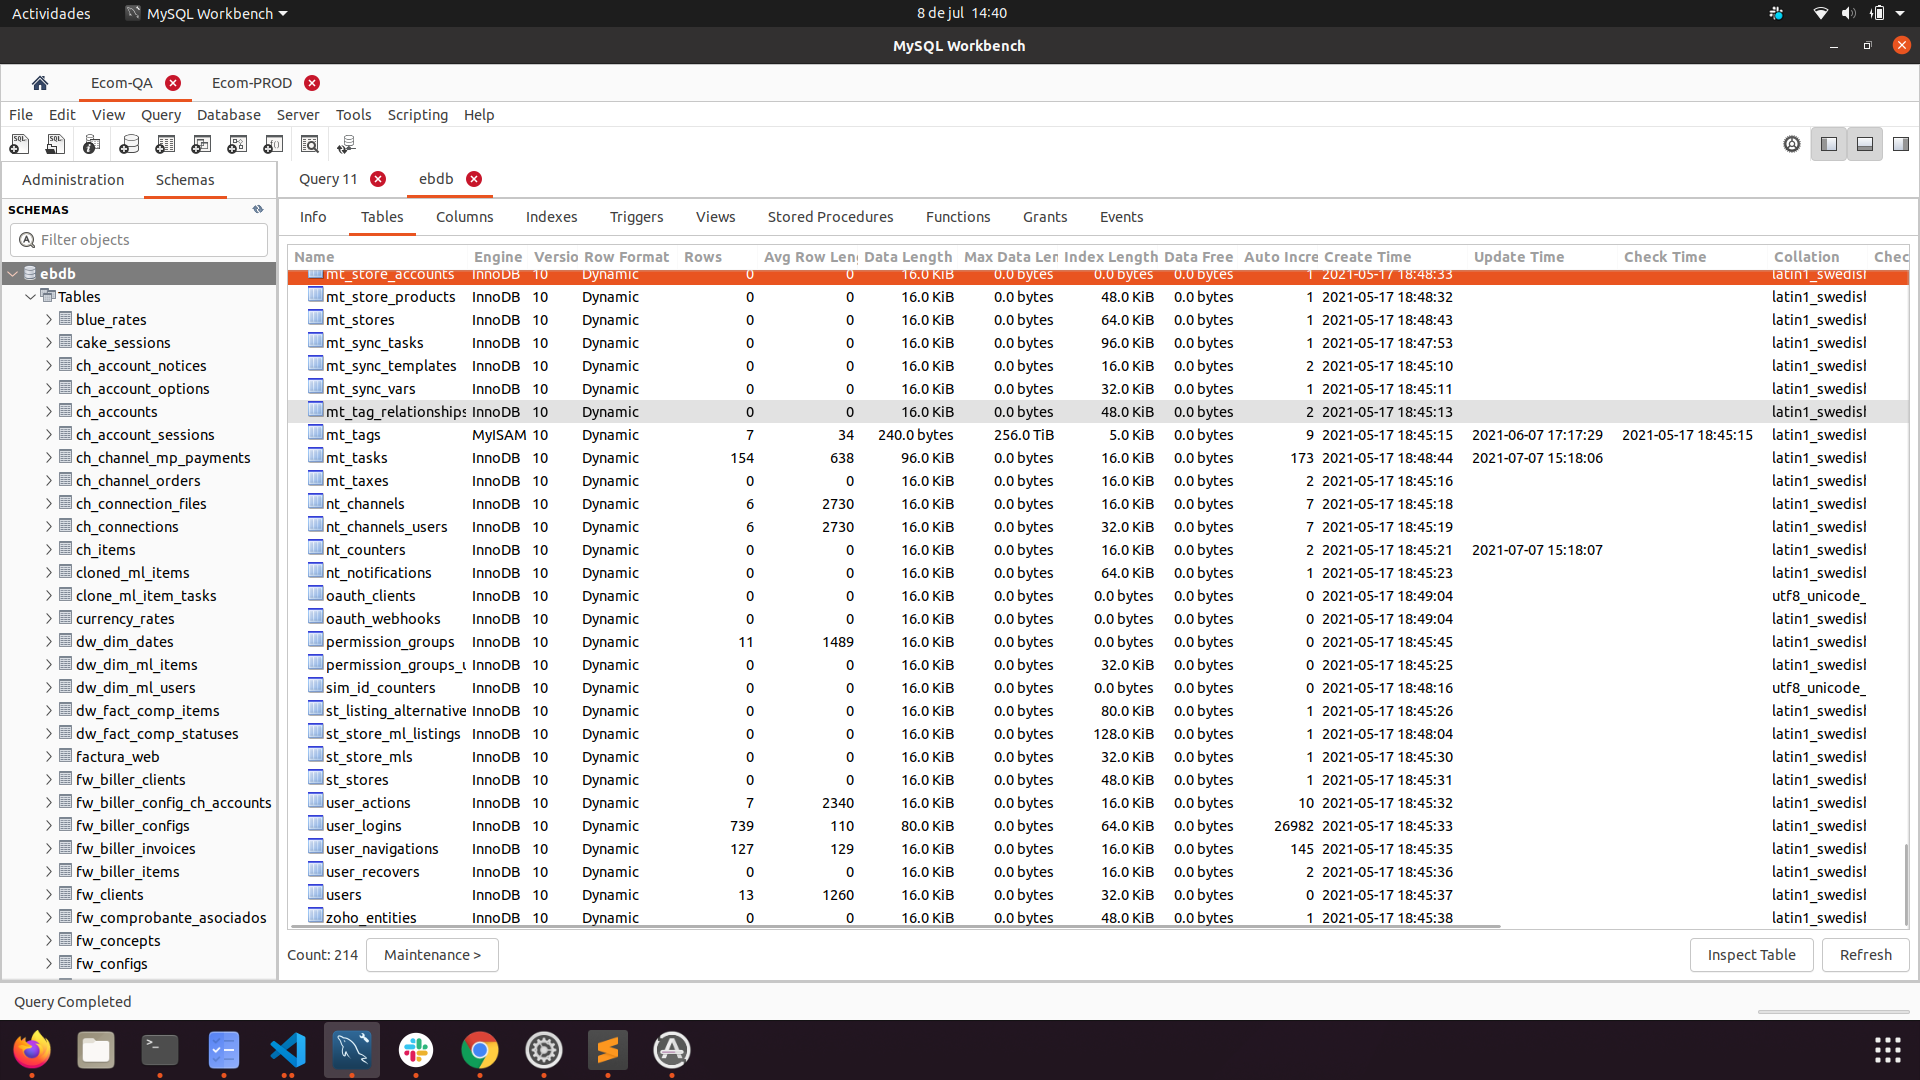 Actividades MySQL Workbench 8 de jul 14:40
MySQL Workbench
Ecom-QA Ecom-PROD
File Edit View Query Database Server Tools Scripting Help
Administration Schemas
SCHEMAS
Filter objects
ebdb
Tables
blue_rates
cake_sessions
ch_account_notices
ch_account_options
ch_accounts
ch_account_sessions
ch_channel_mp_payments
ch_channel_orders
ch_connection_files
ch_connections
ch_items
cloned_ml_items
clone_ml_item_tasks
currency_rates
dw_dim_dates
dw_dim_ml_items
dw_dim_ml_users
dw_fact_comp_items
dw_fact_comp_statuses
factura_web
fw_biller_clients
fw_biller_config_ch_accounts
fw_biller_configs
fw_biller_invoices
fw_biller_items
fw_clients
fw_comprobante_asociados
fw_concepts
fw_configs
Query 11 ebdb
Info Tables Columns Indexes Triggers Views Stored Procedures Functions Grants Events
Name Engine Versio Row Format Rows Avg Row Len Data Length Max Data Len Index Length Data Free Auto Incre Create Time Update Time Check Time Collation Chec
mt_store_accounts InnoDB 10 Dynamic 0 0 16.0 KiB 0.0 bytes 0.0 bytes 0.0 bytes 1 2021-05-17 18:48:33 latin1_swedish
mt_store_products InnoDB 10 Dynamic 0 0 16.0 KiB 0.0 bytes 48.0 KiB 0.0 bytes 1 2021-05-17 18:48:32 latin1_swedish
mt_stores InnoDB 10 Dynamic 0 0 16.0 KiB 0.0 bytes 64.0 KiB 0.0 bytes 1 2021-05-17 18:48:43 latin1_swedish
mt_sync_tasks InnoDB 10 Dynamic 0 0 16.0 KiB 0.0 bytes 96.0 KiB 0.0 bytes 1 2021-05-17 18:47:53 latin1_swedish
mt_sync_templates InnoDB 10 Dynamic 0 0 16.0 KiB 0.0 bytes 16.0 KiB 0.0 bytes 2 2021-05-17 18:45:10 latin1_swedish
mt_sync_vars InnoDB 10 Dynamic 0 0 16.0 KiB 0.0 bytes 32.0 KiB 0.0 bytes 1 2021-05-17 18:45:11 latin1_swedish
mt_tag_relationships InnoDB 10 Dynamic 0 0 16.0 KiB 0.0 bytes 48.0 KiB 0.0 bytes 2 2021-05-17 18:45:13 latin1_swedish
mt_tags MyISAM 10 Dynamic 7 34 240.0 bytes 256.0 TiB 5.0 KiB 0.0 bytes 9 2021-05-17 18:45:15 2021-06-07 17:17:29 2021-05-17 18:45:15 latin1_swedish
mt_tasks InnoDB 10 Dynamic 154 638 96.0 KiB 0.0 bytes 16.0 KiB 0.0 bytes 173 2021-05-17 18:48:44 2021-07-07 15:18:06 latin1_swedish
mt_taxes InnoDB 10 Dynamic 0 0 16.0 KiB 0.0 bytes 16.0 KiB 0.0 bytes 2 2021-05-17 18:45:16 latin1_swedish
nt_channels InnoDB 10 Dynamic 6 2730 16.0 KiB 0.0 bytes 16.0 KiB 0.0 bytes 7 2021-05-17 18:45:18 latin1_swedish
nt_channels_users InnoDB 10 Dynamic 6 2730 16.0 KiB 0.0 bytes 32.0 KiB 0.0 bytes 7 2021-05-17 18:45:19 latin1_swedish
nt_counters InnoDB 10 Dynamic 0 0 16.0 KiB 0.0 bytes 16.0 KiB 0.0 bytes 2 2021-05-17 18:45:21 2021-07-07 15:18:07 latin1_swedish
nt_notifications InnoDB 10 Dynamic 0 0 16.0 KiB 0.0 bytes 64.0 KiB 0.0 bytes 1 2021-05-17 18:45:23 latin1_swedish
oauth_clients InnoDB 10 Dynamic 0 0 16.0 KiB 0.0 bytes 0.0 bytes 0.0 bytes 0 2021-05-17 18:49:04 utf8_unicode_
oauth_webhooks InnoDB 10 Dynamic 0 0 16.0 KiB 0.0 bytes 0.0 bytes 0.0 bytes 0 2021-05-17 18:49:04 latin1_swedish
permission_groups InnoDB 10 Dynamic 11 1489 16.0 KiB 0.0 bytes 0.0 bytes 0.0 bytes 0 2021-05-17 18:45:45 latin1_swedish
permission_groups_u InnoDB 10 Dynamic 0 0 16.0 KiB 0.0 bytes 32.0 KiB 0.0 bytes 0 2021-05-17 18:45:25 latin1_swedish
sim_id_counters InnoDB 10 Dynamic 0 0 16.0 KiB 0.0 bytes 0.0 bytes 0.0 bytes 0 2021-05-17 18:48:16 utf8_unicode_
st_listing_alternative InnoDB 10 Dynamic 0 0 16.0 KiB 0.0 bytes 80.0 KiB 0.0 bytes 1 2021-05-17 18:45:26 latin1_swedish
st_store_ml_listings InnoDB 10 Dynamic 0 0 16.0 KiB 0.0 bytes 128.0 KiB 0.0 bytes 1 2021-05-17 18:48:04 latin1_swedish
st_store_mls InnoDB 10 Dynamic 0 0 16.0 KiB 0.0 bytes 32.0 KiB 0.0 bytes 1 2021-05-17 18:45:30 latin1_swedish
st_stores InnoDB 10 Dynamic 0 0 16.0 KiB 0.0 bytes 48.0 KiB 0.0 bytes 1 2021-05-17 18:45:31 latin1_swedish
user_actions InnoDB 10 Dynamic 7 2340 16.0 KiB 0.0 bytes 16.0 KiB 0.0 bytes 10 2021-05-17 18:45:32 latin1_swedish
user_logins InnoDB 10 Dynamic 739 110 80.0 KiB 0.0 bytes 64.0 KiB 0.0 bytes 26982 2021-05-17 18:45:33 latin1_swedish
user_navigations InnoDB 10 Dynamic 127 129 16.0 KiB 0.0 bytes 16.0 KiB 0.0 bytes 145 2021-05-17 18:45:35 latin1_swedish
user_recovers InnoDB 10 Dynamic 0 0 16.0 KiB 0.0 bytes 16.0 KiB 0.0 bytes 2 2021-05-17 18:45:36 latin1_swedish
users InnoDB 10 Dynamic 13 1260 16.0 KiB 0.0 bytes 32.0 KiB 0.0 bytes 0 2021-05-17 18:45:37 latin1_swedish
zoho_entities InnoDB 10 Dynamic 0 0 16.0 KiB 0.0 bytes 48.0 KiB 0.0 bytes 1 2021-05-17 18:45:38 latin1_swedish
Count: 214 Maintenance > Inspect Table Refresh
Query Completed